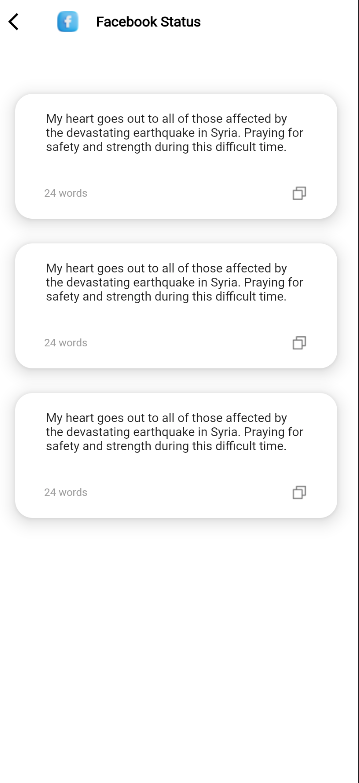 Facebook Status
My heart goes out to all of those affected by
the devastating earthquake in Syria. Praying for
safety and strength during this difficult time.
24 words
My heart goes out to all of those affected by
the devastating earthquake in Syria. Praying for
safety and strength during this difficult time.
24 words
My heart goes out to all of those affected by
the devastating earthquake in Syria. Praying for
safety and strength during this difficult time.
24 words